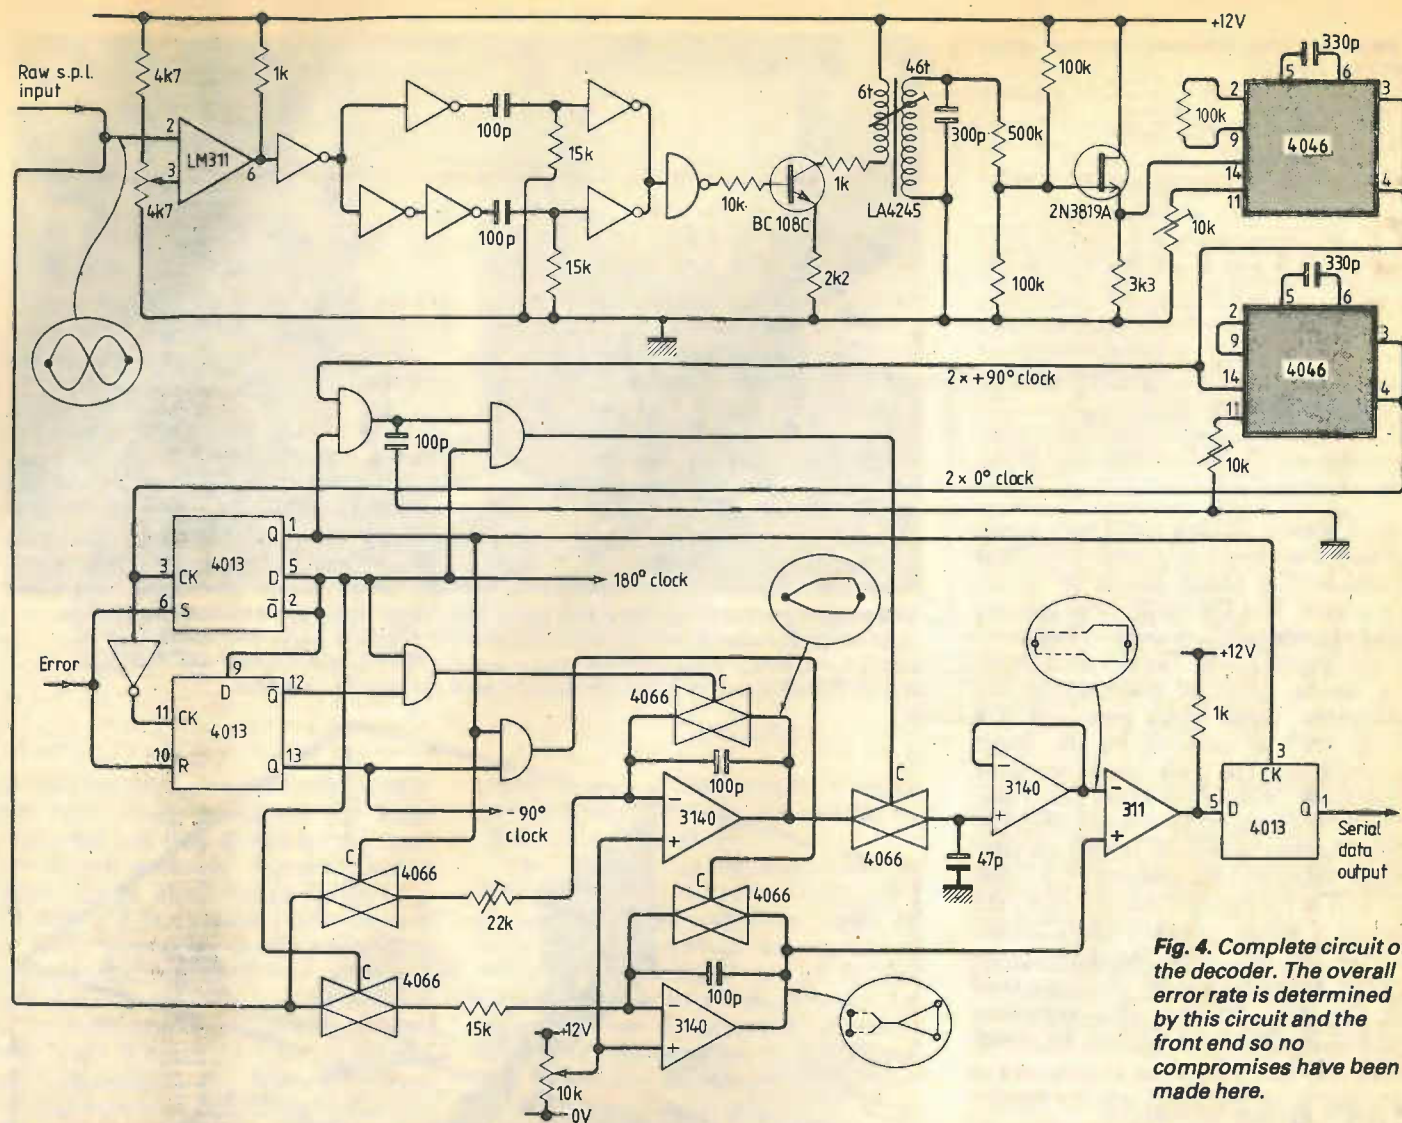 +12V
Raw s.p.l.
input
4k7
1k
2
LM311
3
6
4k7
100p
15k
100p
15k
10k
BC108C
1k
2k2
6t
46t
LA4245
300p
500k
100k
100k
2N3819A
3k3
10k
330p
5
6
2
100k
9
14
11
4046
3
4
330p
5
6
2
9
14
11
4046
3
4
10k
2 x +90° clock
100p
2 x 0° clock
4013
Q
1
D
5
Q
2
3
CK
6
S
180° clock
Error
9
D
Q
12
11
CK
4013
10
R
Q
13
-90°
clock
C
4066
22k
C
4066
15k
C
4066
100p
-
3140
+
C
4066
100p
-
3140
+
+12V
10k
0V
C
4066
47p
-
3140
+
-
311
+
+12V
1k
3
CK
5
D
Q
1
4013
Serial
data
output
Fig. 4. Complete circuit o
the decoder. The overall
error rate is determined
by this circuit and the
front end so no
compromises have been
made here.